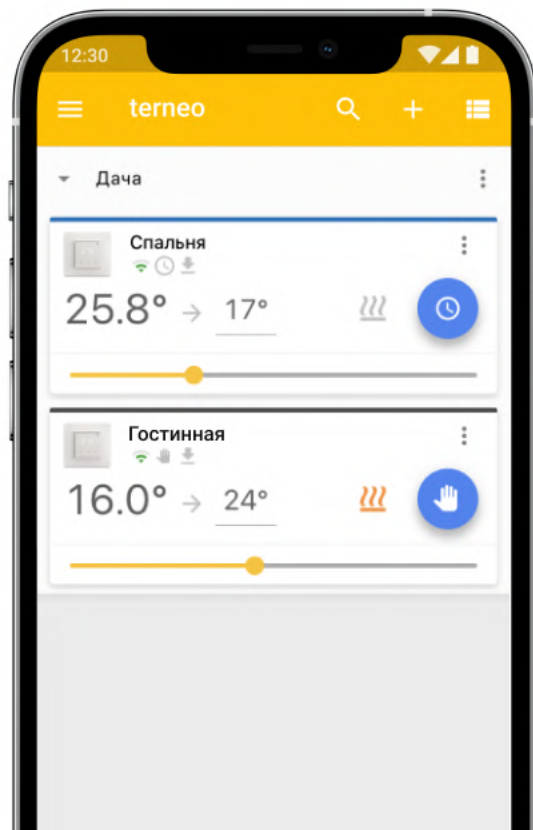 12:30
terneo
Дача
Спальня
25.8° → 17°
Гостинная
16.0° → 24°